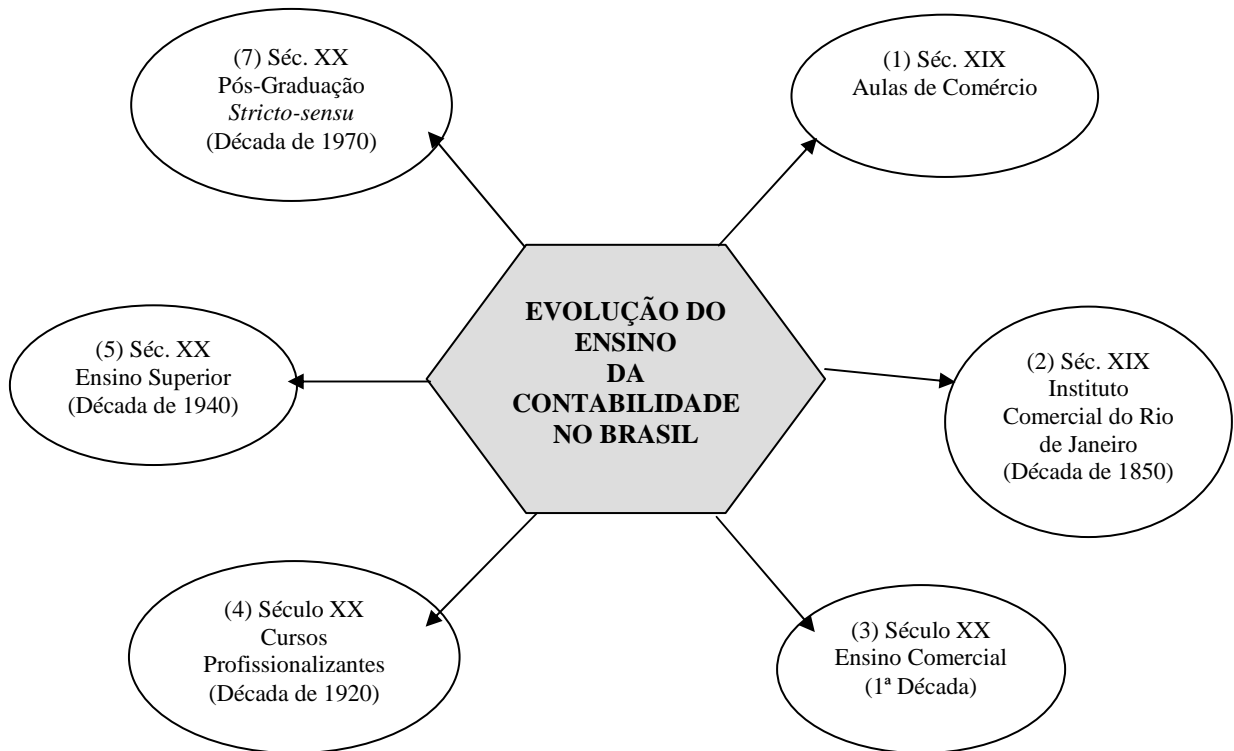 (7) Séc. XX
Pós-Graduação
Stricto-sensu
(Década de 1970)
(1) Séc. XIX
Aulas de Comércio
EVOLUÇÃO DO
ENSINO
DA
CONTABILIDADE
NO BRASIL
(5) Séc. XX
Ensino Superior
(Década de 1940)
(2) Séc. XIX
Instituto
Comercial do Rio
de Janeiro
(Década de 1850)
(4) Século XX
Cursos
Profissionalizantes
(Década de 1920)
(3) Século XX
Ensino Comercial
(1ª Década)